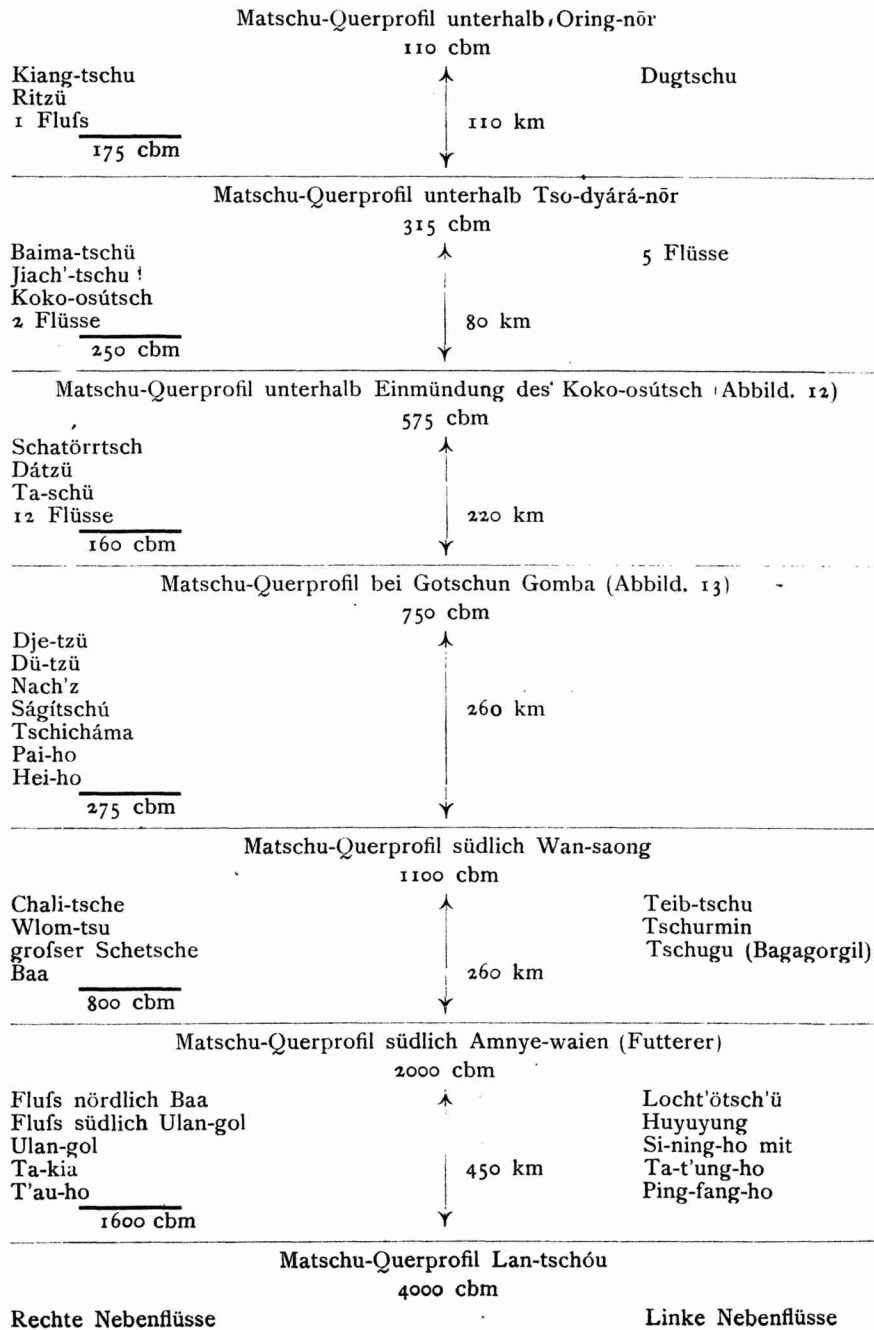 Matschu-Querprofil unterhalb Oring-nōr
110 cbm
Kiang-tschu Dugtschu
Ritzü
1 Fluſs 110 km
175 cbm
Matschu-Querprofil unterhalb Tso-dyárá-nōr
315 cbm
Baima-tschü 5 Flüsse
Jiach'-tschu
Koko-osútsch
2 Flüsse 80 km
250 cbm
Matschu-Querprofil unterhalb Einmündung des Koko-osútsch (Abbild. 12)
575 cbm
Schatörrtsch
Dátzü
Ta-schü
12 Flüsse 220 km
160 cbm
Matschu-Querprofil bei Gotschun Gomba (Abbild. 13)
750 cbm
Dje-tzü
Dü-tzü
Nach'z
Ságítschú 260 km
Tschicháma
Pai-ho
Hei-ho
275 cbm
Matschu-Querprofil südlich Wan-saong
1100 cbm
Chali-tsche Teib-tschu
Wlom-tsu Tschurmin
groſser Schetsche Tschugu (Bagagorgil)
Baa 260 km
800 cbm
Matschu-Querprofil südlich Amnye-waien (Futterer)
2000 cbm
Fluſs nördlich Baa Locht'ötsch'ü
Fluſs südlich Ulan-gol Huyuyung
Ulan-gol Si-ning-ho mit
Ta-kia 450 km Ta-t'ung-ho
T'au-ho Ping-fang-ho
1600 cbm
Matschu-Querprofil Lan-tschóu
4000 cbm
Rechte Nebenflüsse Linke Nebenflüsse